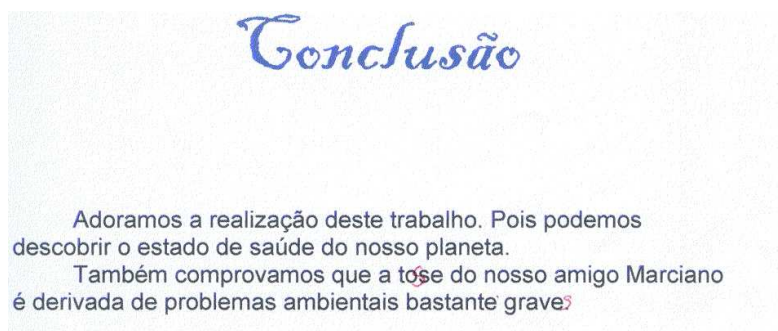 Conclusão
Adoramos a realização deste trabalho. Pois podemos
descobrir o estado de saúde do nosso planeta.
Também comprovamos que a tosse do nosso amigo Marciano
é derivada de problemas ambientais bastante graves